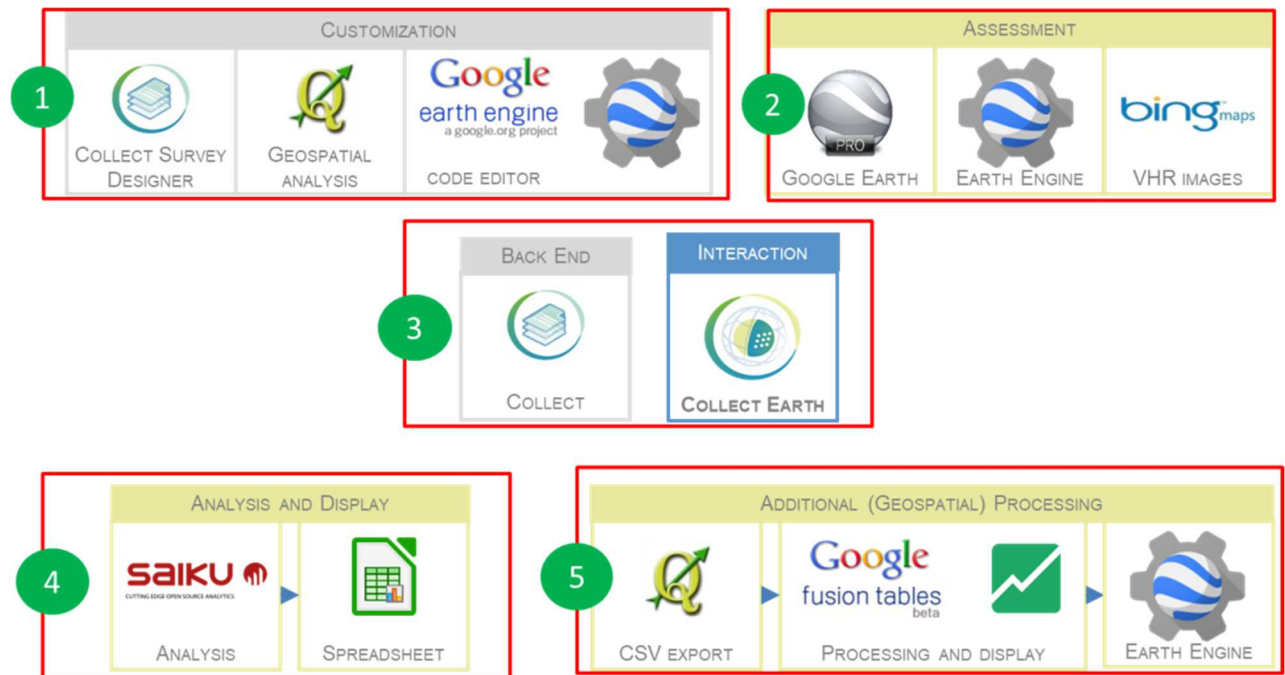 CUSTOMIZATION
1
COLLECT SURVEY
DESIGNER
GEOSPATIAL
ANALYSIS
Google
earth engine
a google.org project
CODE EDITOR
ASSESSMENT
2
PRO
GOOGLE EARTH
EARTH ENGINE
bing maps
VHR IMAGES
3
BACK END
COLLECT
INTERACTION
COLLECT EARTH
4
ANALYSIS AND DISPLAY
saiku
CUTTING EDGE OPEN SOURCE ANALYTICS
ANALYSIS
SPREADSHEET
5
ADDITIONAL (GEOSPATIAL) PROCESSING
CSV EXPORT
Google
fusion tables
beta
PROCESSING AND DISPLAY
EARTH ENGINE